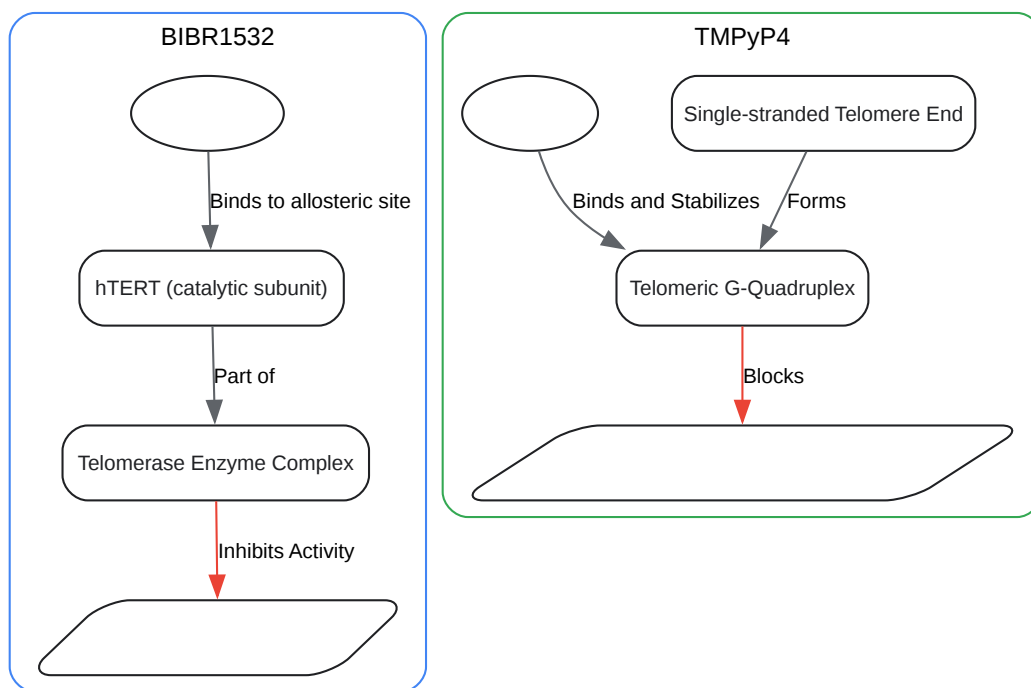 BIBR1532
Binds to allosteric site
hTERT (catalytic subunit)
Part of
Telomerase Enzyme Complex
Inhibits Activity
TMPyP4
Single-stranded Telomere End
Binds and Stabilizes
Forms
Telomeric G-Quadruplex
Blocks